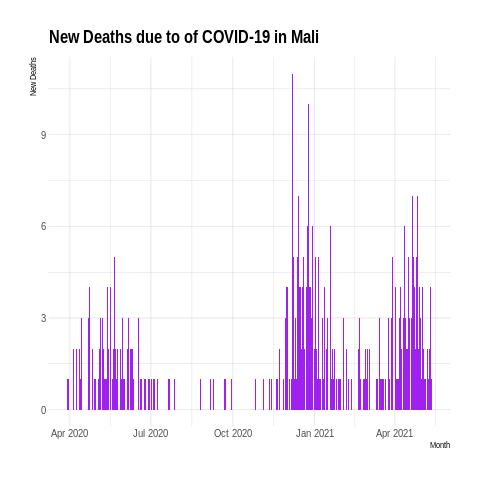 New Deaths due to of COVID-19 in Mali
New Deaths
9
6
3
0
Apr 2020 Jul 2020 Oct 2020 Jan 2021 Apr 2021
Month